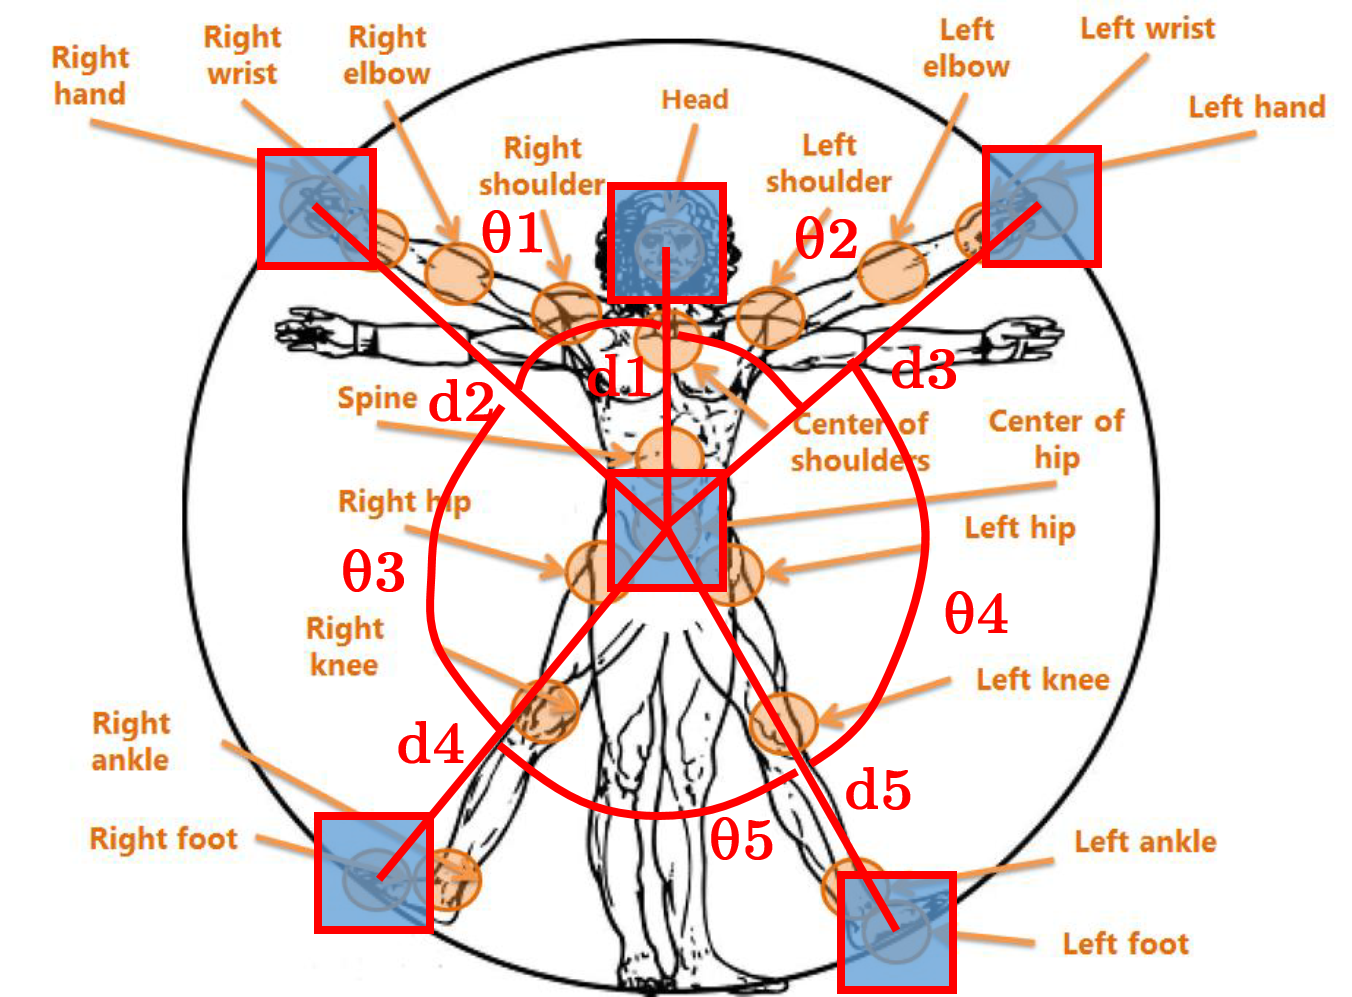 Right
hand
Right
wrist
Right
elbow
Head
Left
elbow
Left wrist
Left hand
Right
shoulder
Left
shoulder
θ1
θ2
d1
d2
d3
Spine
Center of
shoulders
Center of
hip
Right hip
Left hip
θ3
θ4
Right
knee
Left knee
Right
ankle
d4
d5
Right foot
θ5
Left ankle
Left foot